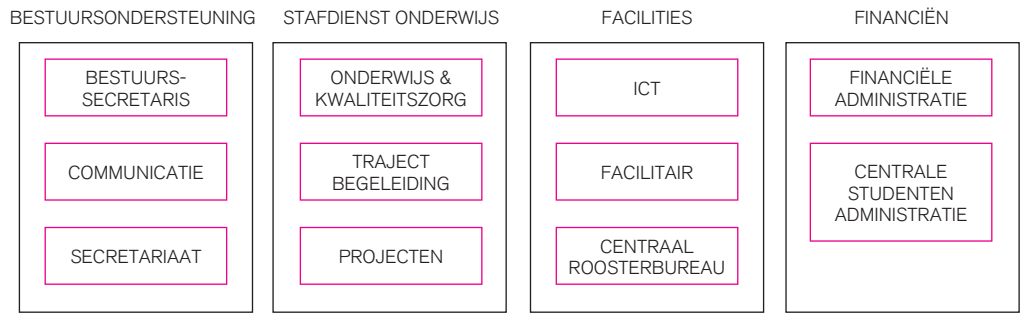 BESTUURSONDERSTEUNING
BESTUURS-
SECRETARIS
COMMUNICATIE
SECRETARIAAT
STAFDIENST ONDERWIJS
ONDERWIJS &
KWALITEITSZORG
TRAJECT
BEGELEIDING
PROJECTEN
FACILITIES
ICT
FACILITAIR
CENTRAAL
ROOSTERBUREAU
FINANCIËN
FINANCIËLE
ADMINISTRATIE
CENTRALE
STUDENTEN
ADMINISTRATIE